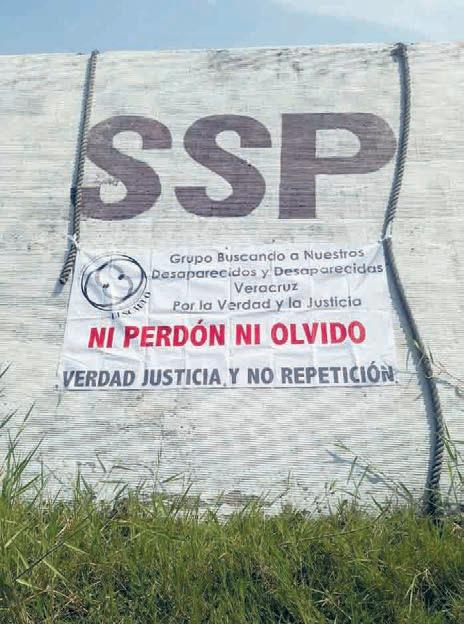 SSP
Grupo Buscando a Nuestros
Desaparecidos y Desaparecidas
Veracruz
Por la Verdad y la Justicia
NI PERDÓN NI OLVIDO
VERDAD JUSTICIA Y NO REPETICIÓN